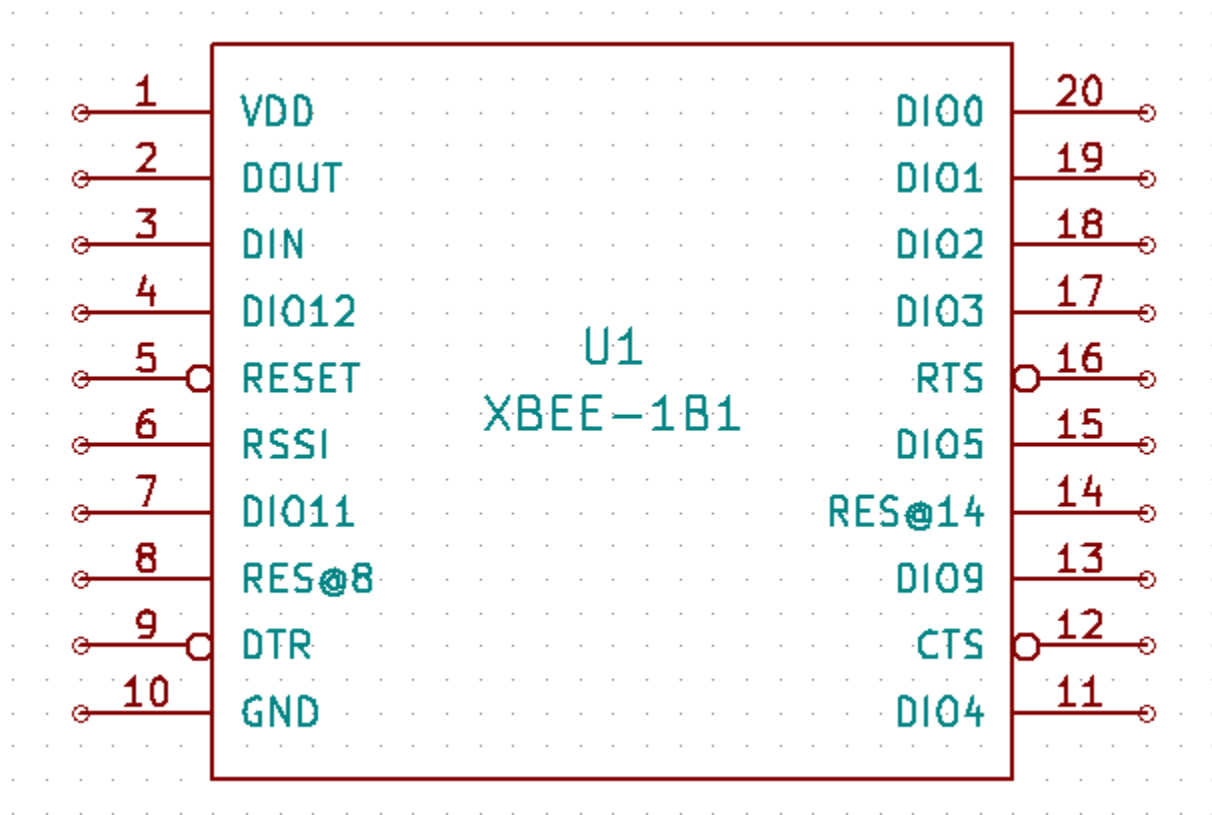 1 VDD DIO0 20
2 DOUT DIO1 19
3 DIN DIO2 18
4 DIO12 DIO3 17
U1
5 RESET RTS 16
XBEE-1B1
6 RSSI DIO5 15
7 DIO11 RES@14 14
8 RES@8 DIO9 13
9 DTR CTS 12
10 GND DIO4 11